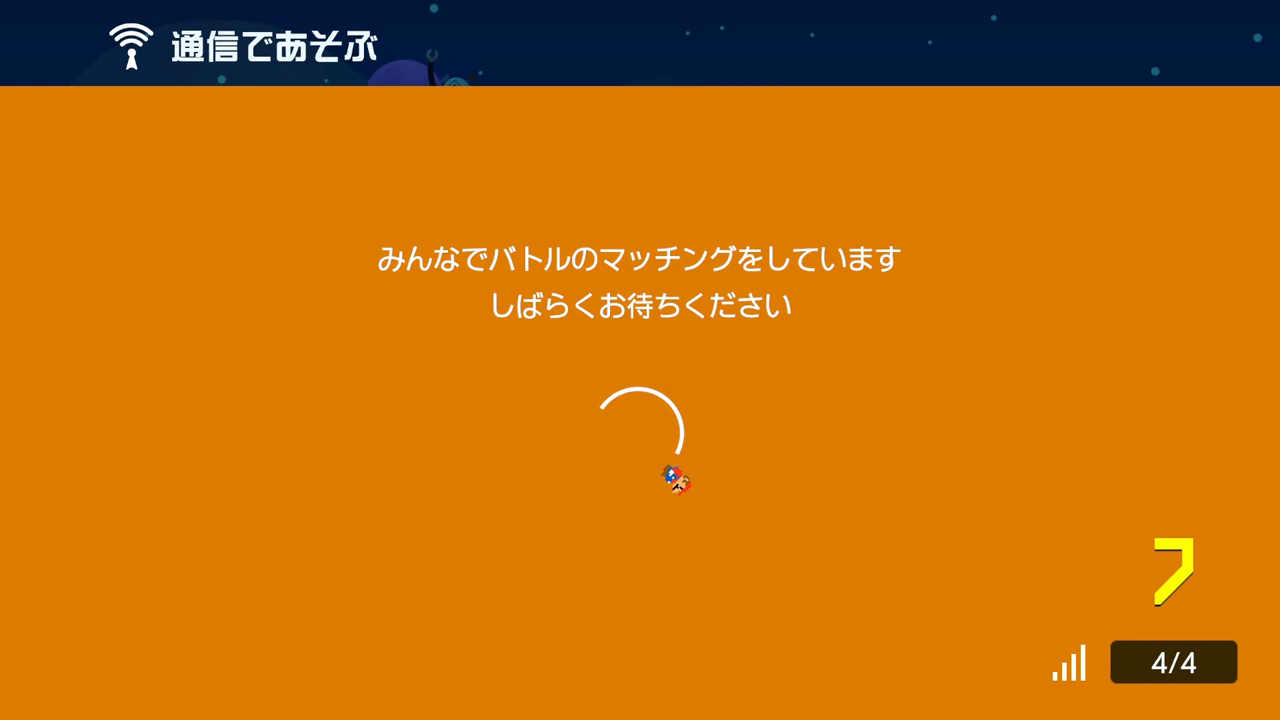 通信であそぶ
みんなでバトルのマッチングをしています
しばらくお待ちください
フ
4/4